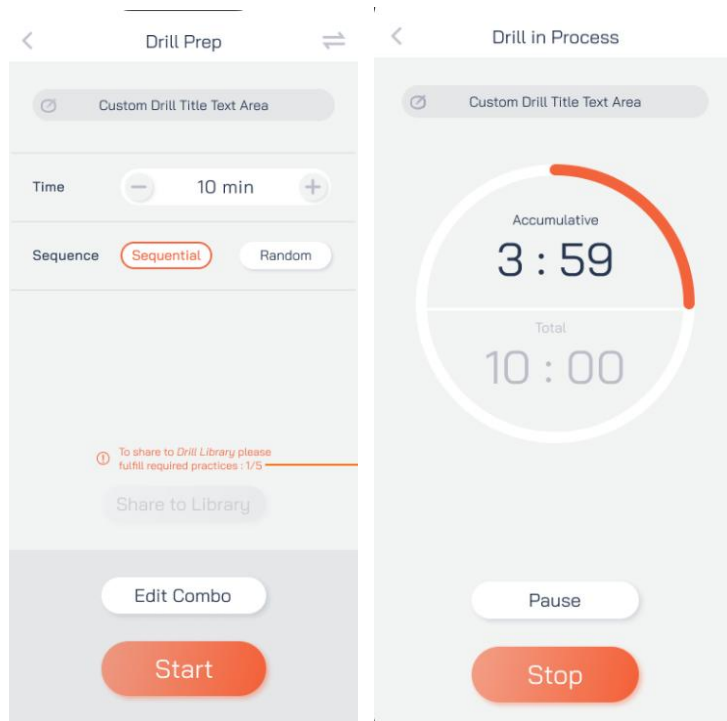 Drill Prep
Custom Drill Title Text Area
Time
10 min
Sequence
Sequential
Random
To share to Drill Library please
fulfill required practices : 1/5
Share to Library
Edit Combo
Start
Drill in Process
Custom Drill Title Text Area
Accumulative
3 : 59
Total
10 : 00
Pause
Stop